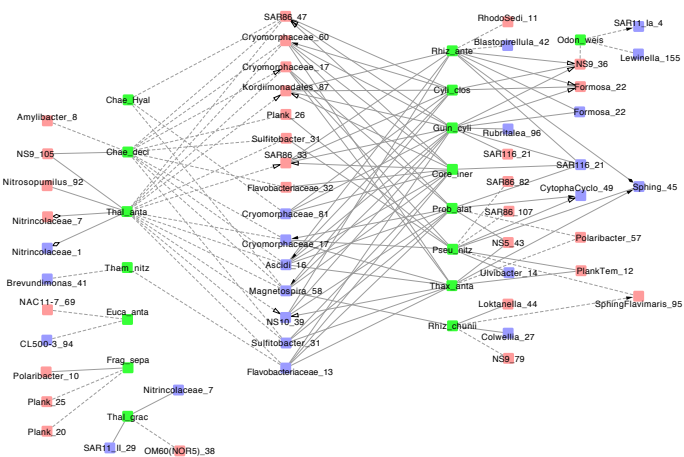 SAR86_47
Cryomorphaceae_60
Cryomorphaceae_17
Kordiimonadales_87
Plank_26
Sulfitobacter_31
SAR86_33
Flavobacteriaceae_32
Cryomorphaceae_81
Cryomorphaceae_17
Ascidi_16
Magnetospira_58
NS10_39
Sulfitobacter_31
Flavobacteriaceae_13
Chae_Hyal
Chae_deci
Thal_anta
Tham_nitz
Euca_anta
Frag_sepa
Thal_grac
Amylibacter_8
NS9_105
Nitrosopumilus_92
Nitrincolaceae_7
Nitrincolaceae_1
Brevundimonas_41
NAC11-7_69
CL500-3_94
Polaribacter_10
Plank_25
Plank_20
Nitrincolaceae_7
SAR11_II_29
OM60(NOR5)_38
Rhiz_ante
Cyli_clos
Guin_cyli
Core_iner
Prob_alat
Pseu_nitz
Thax_anta
Rhiz_chunii
RhodoSedi_11
Blastopirellula_42
Rubritalea_96
SAR116_21
SAR86_82
SAR86_107
NS5_43
Ulvibacter_14
Loktanella_44
Colwellia_27
NS9_79
Odon_weis
NS9_36
Formosa_22
Formosa_22
SAR116_21
CytophaCyclo_49
Polaribacter_57
PlankTem_12
SAR11_Ia_4
Lewinella_155
Sphing_45
SphingFlavimaris_95